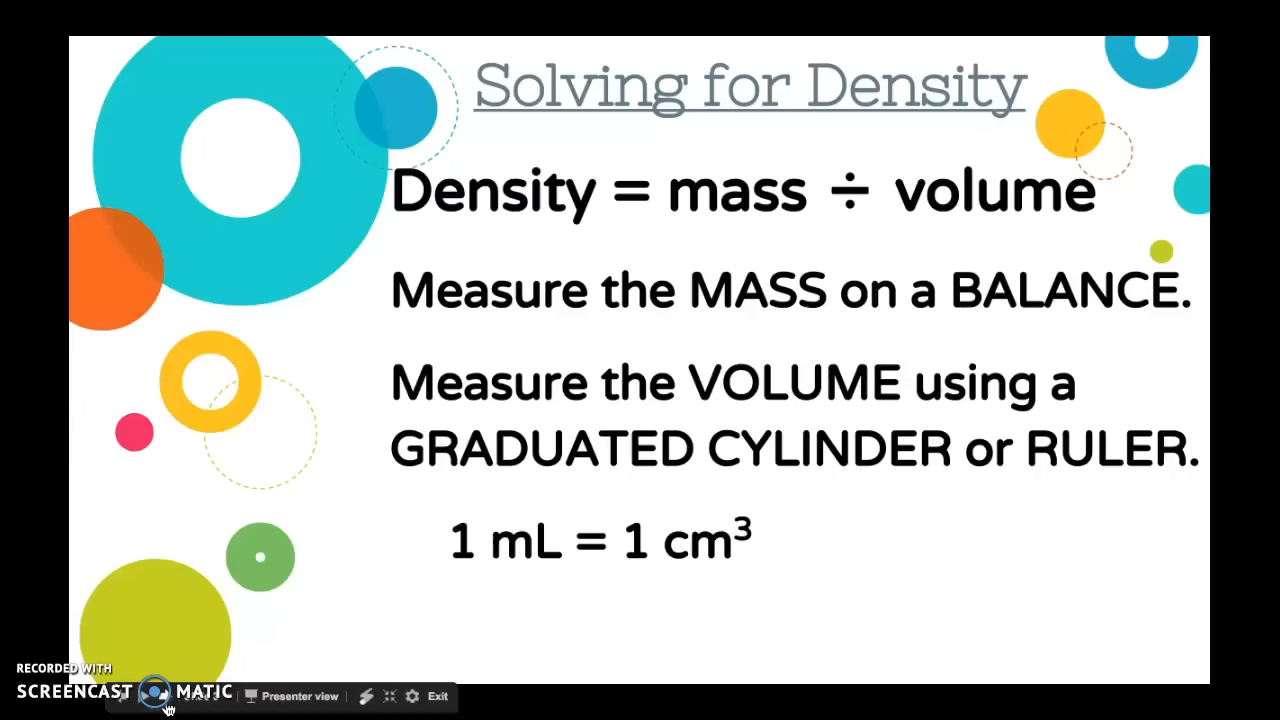 Solving for Density
Density = mass ÷ volume
Measure the MASS on a BALANCE.
Measure the VOLUME using a
GRADUATED CYLINDER or RULER.
1 mL = 1 cm³
RECORDED WITH
SCREENCAST MATIC
Presenter view
Exit